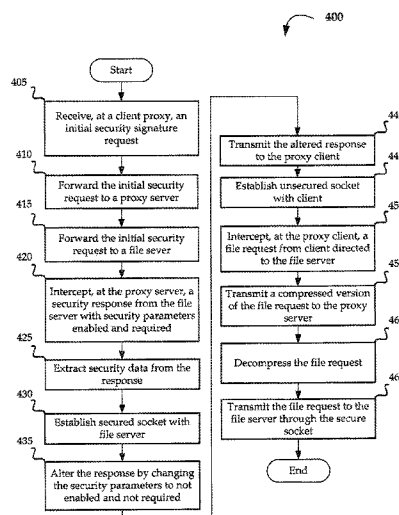 400
Start
405
Receive, at a client proxy, an
initial security signature
request
410
Forward the initial security
request to a proxy server
415
Forward the initial security
request to a file sever
420
Intercept, at the proxy server, a
security response from the file
server with security parameters
enabled and required
425
Extract security data from the
response
430
Establish secured socket with
file server
435
Alter the response by changing
the security parameters to not
enabled and not required
44
Transmit the altered response
to the proxy client
44
Establish unsecured socket
with client
45
Intercept, at the proxy client, a
file request from client directed
to the file server
45
Transmit a compressed version
of the file request to the proxy
server
46
Decompress the file request
46
Transmit the file request to the
file server through the secure
socket
End